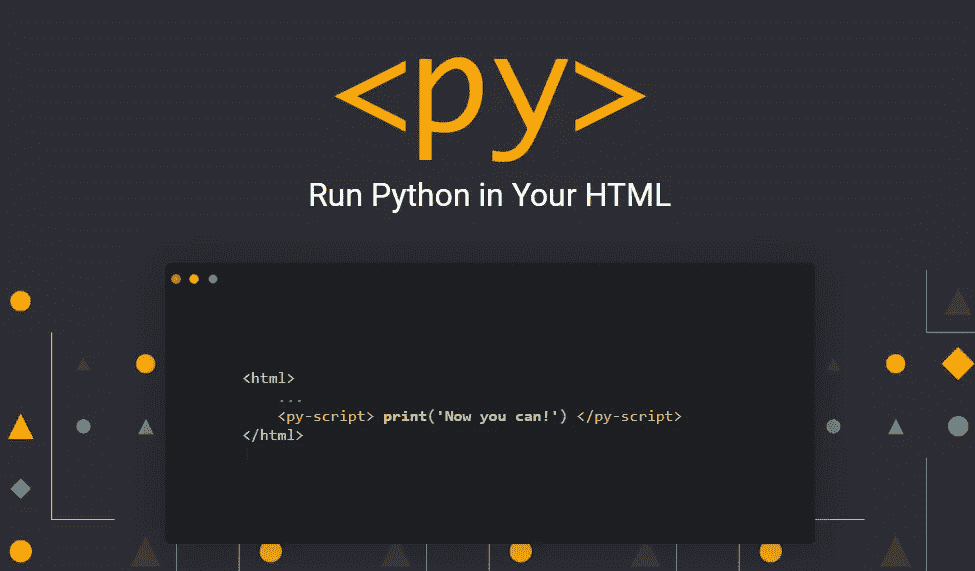 <py>
Run Python in Your HTML
<html>
...
<py-script> print('Now you can!') </py-script>
</html>